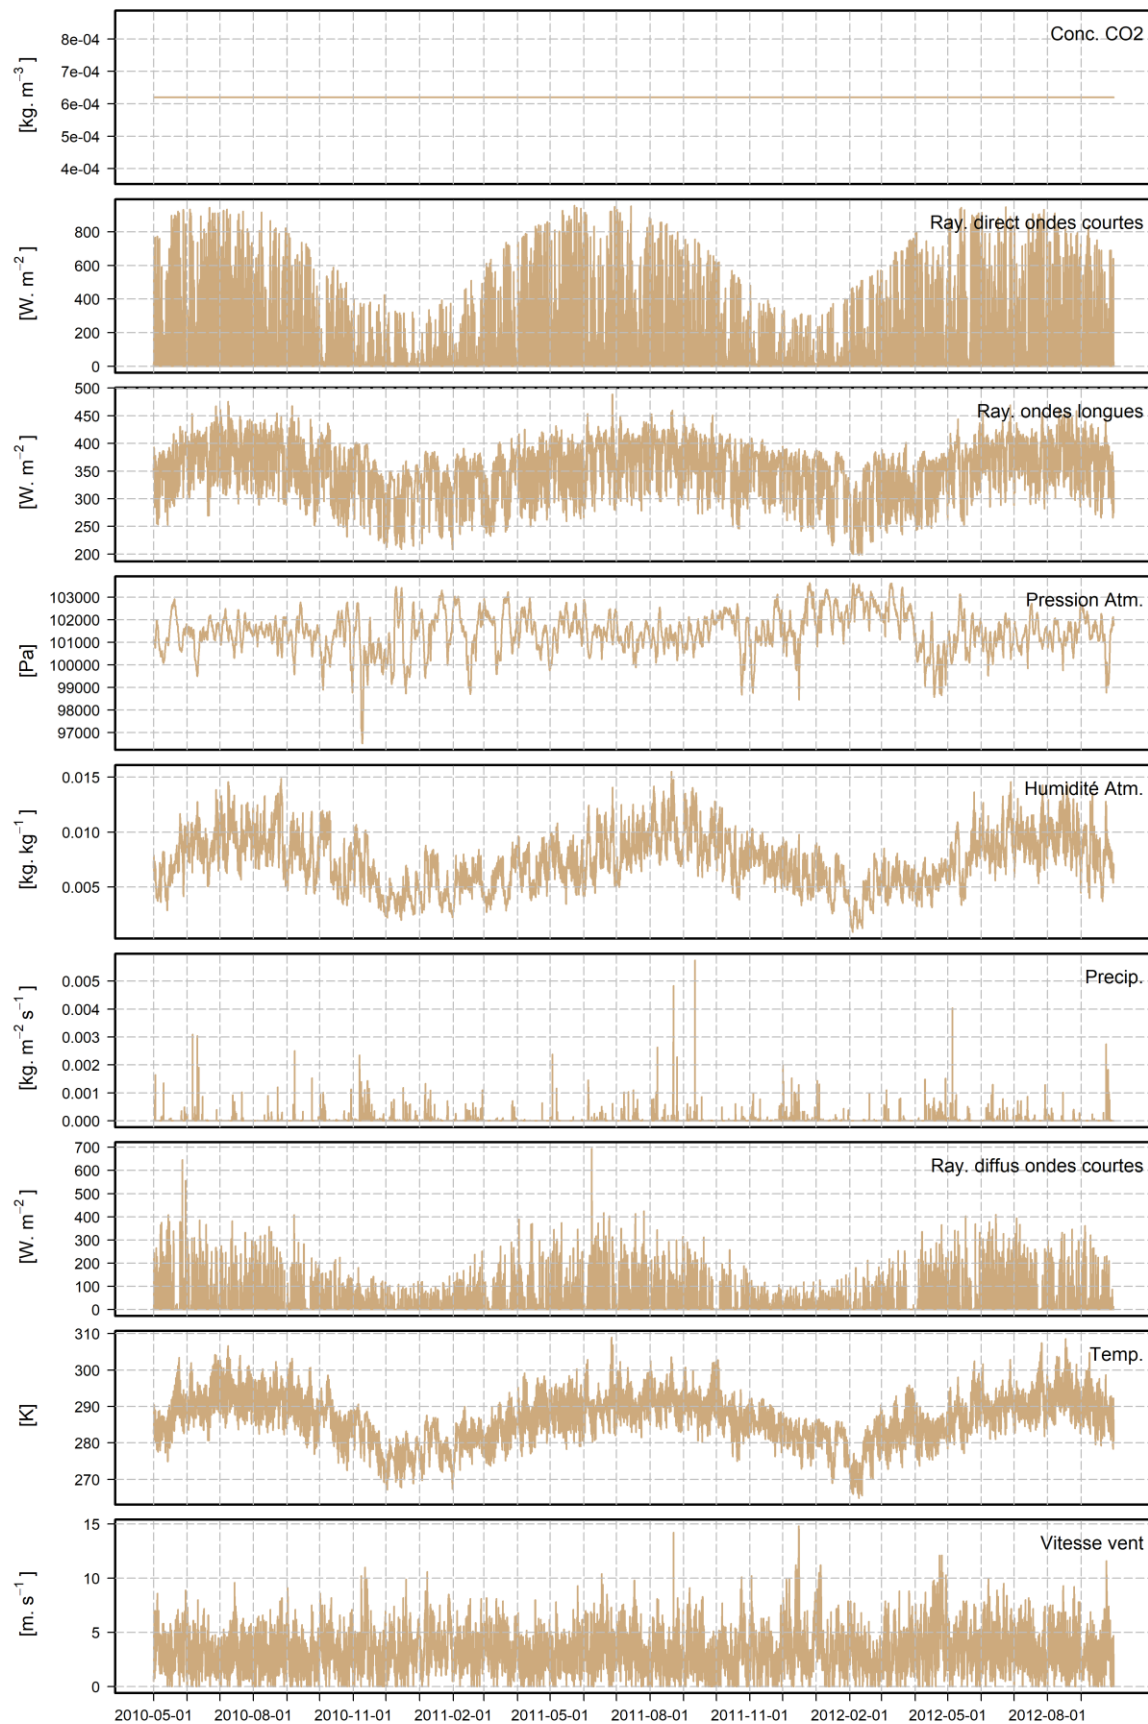 Conc. CO2
[kg. m−3 ]
8e-04
7e-04
6e-04
5e-04
4e-04
Ray. direct ondes courtes
[W. m−2 ]
800
600
400
200
0
Ray. ondes longues
[W. m−2 ]
500
450
400
350
300
250
200
Pression Atm.
[Pa]
103000
102000
101000
100000
99000
98000
97000
Humidité Atm.
[kg. kg−1 ]
0.015
0.010
0.005
Precip.
[kg. m−2 s−1 ]
0.005
0.004
0.003
0.002
0.001
0.000
Ray. diffus ondes courtes
[W. m−2 ]
700
600
500
400
300
200
100
0
Temp.
[K]
310
300
290
280
270
Vitesse vent
[m. s−1 ]
15
10
5
0
2010-05-01 2010-08-01 2010-11-01 2011-02-01 2011-05-01 2011-08-01 2011-11-01 2012-02-01 2012-05-01 2012-08-01